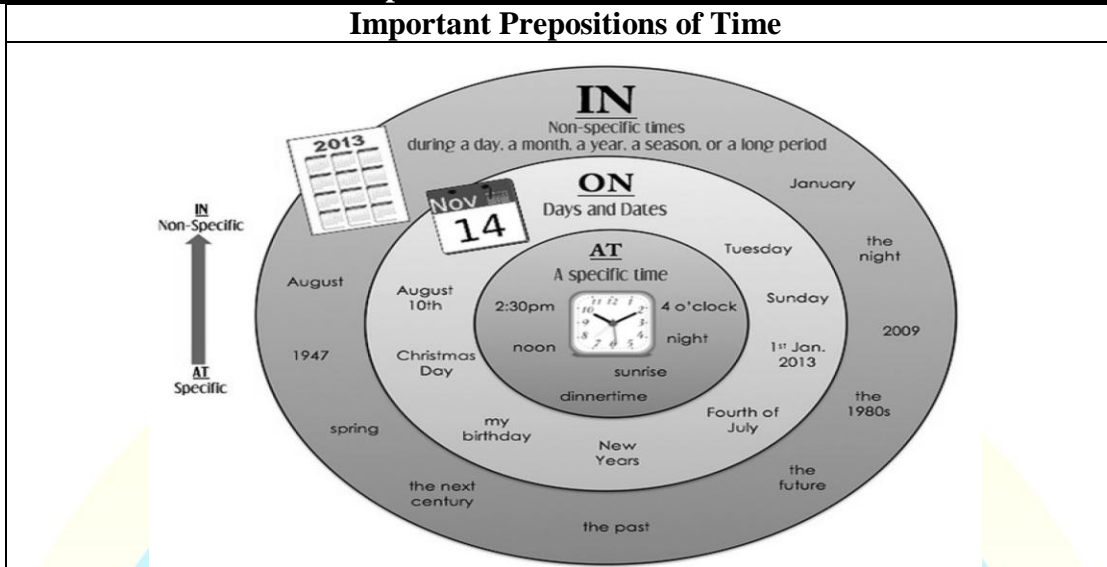 Important Prepositions of Time
IN
Non-specific times
during a day, a month, a year, a season, or a long period
2013
January
ON
Days and Dates
Nov
14
IN
Non-Specific
AT
Specific
the
night
Tuesday
AT
A specific time
August
August
10th
2:30pm
4 o'clock
Sunday
2009
noon
night
1947
Christmas
Day
1st Jan.
2013
sunrise
dinnertime
the
1980s
spring
my
birthday
New
Years
Fourth of
July
the next
century
the
future
the past